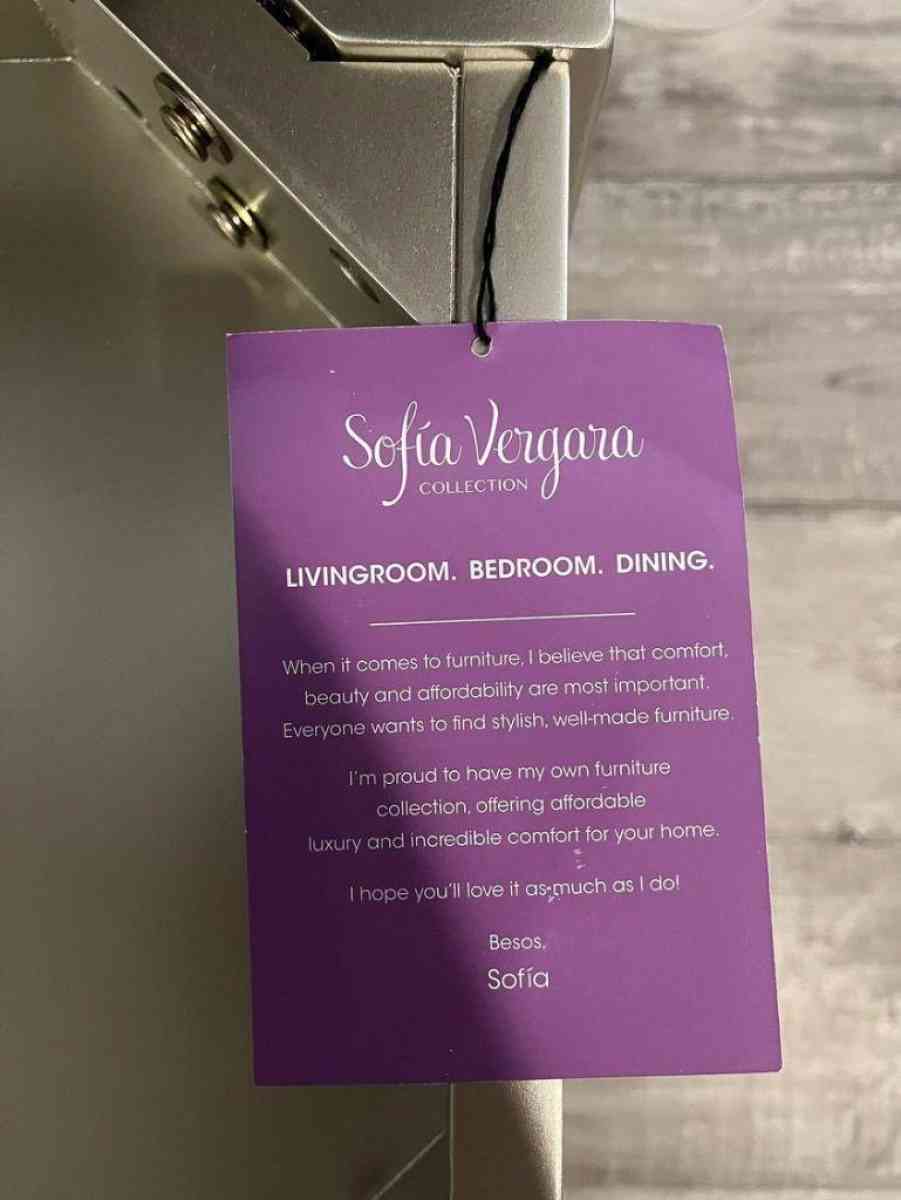 Sofía Vergara
COLLECTION
LIVINGROOM. BEDROOM. DINING.
When it comes to furniture, I believe that comfort,
beauty and affordability are most important.
Everyone wants to find stylish, well-made furniture.
I'm proud to have my own furniture
collection, offering affordable
luxury and incredible comfort for your home.
I hope you'll love it as much as I do!
Besos,
Sofía